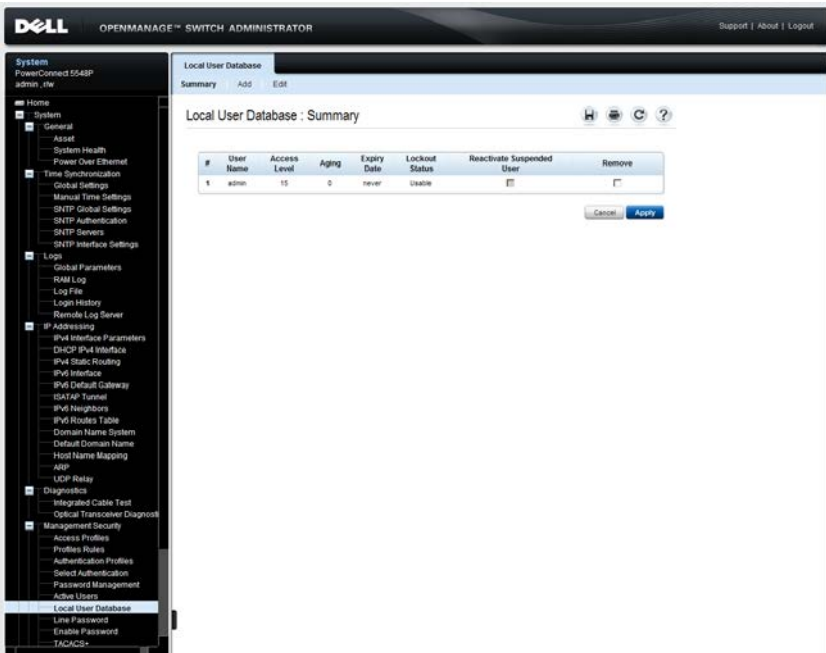 DELL OPENMANAGE™ SWITCH ADMINISTRATOR
Support | About | Logout
System
PowerConnect 5548P
admin , r/w
Home
System
General
Asset
System Health
Power Over Ethernet
Time Synchronization
Global Settings
Manual Time Settings
SNTP Global Settings
SNTP Authentication
SNTP Servers
SNTP Interface Settings
Logs
Global Parameters
RAM Log
Log File
Login History
Remote Log Server
IP Addressing
IPv4 Interface Parameters
DHCP IPv4 Interface
IPv4 Static Routing
IPv6 Interface
IPv6 Default Gateway
ISATAP Tunnel
IPv6 Neighbors
IPv6 Routes Table
Domain Name System
Default Domain Name
Host Name Mapping
ARP
UDP Relay
Diagnostics
Integrated Cable Test
Optical Transceiver Diagnosti
Management Security
Access Profiles
Profiles Rules
Authentication Profiles
Select Authentication
Password Management
Active Users
Local User Database
Line Password
Enable Password
TACACS+
Local User Database
Summary Add Edit
Local User Database : Summary
# User Name Access Level Aging Expiry Date Lockout Status Reactivate Suspended User Remove
1 admin 15 0 never Usable
Cancel Apply